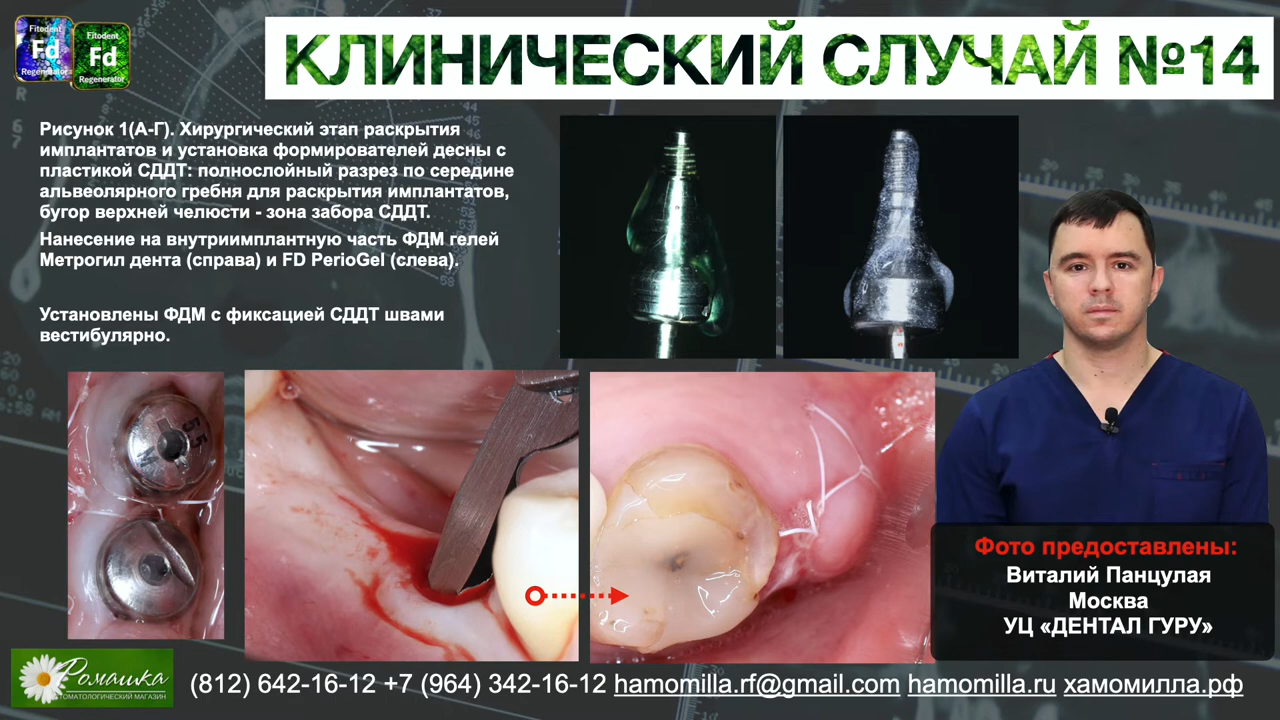 Fitodent
Fd
Regenerator
Fitodent
Fd
Regenerator
КЛИНИЧЕСКИЙ СЛУЧАЙ №14
Рисунок 1(А-Г). Хирургический этап раскрытия
имплантатов и установка формирователей десны с
пластикой СДДТ: полнослойный разрез по середине
альвеолярного гребня для раскрытия имплантатов,
бугор верхней челюсти - зона забора СДДТ.
Нанесение на внутриимплантную часть ФДМ гелей
Метрогил дента (справа) и FD PerioGel (слева).
Установлены ФДМ с фиксацией СДДТ швами
вестибулярно.
5.5
Фото предоставлены:
Виталий Панцулая
Москва
УЦ «ДЕНТАЛ ГУРУ»
Ромашка
СТОМАТОЛОГИЧЕСКИЙ МАГАЗИН
(812) 642-16-12 +7 (964) 342-16-12 hamomilla.rf@gmail.com hamomilla.ru хамомилла.рф